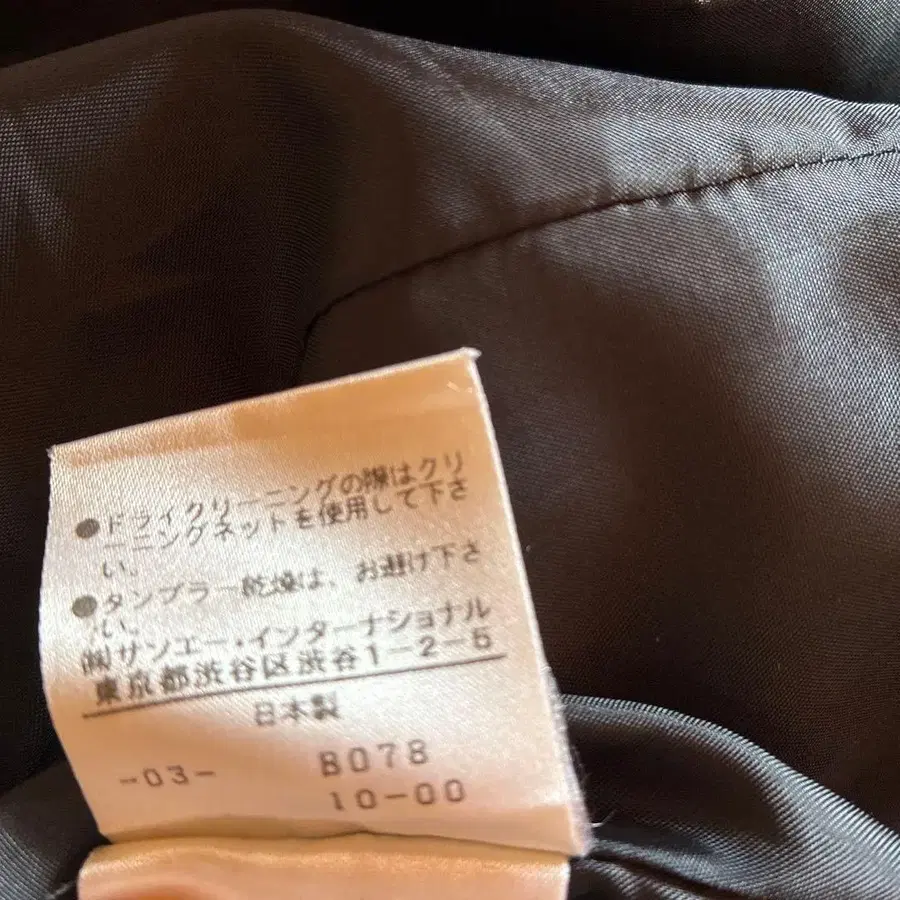 ●ドライクリーニングの際はクリ
ーニングネットを使用して下さ
い。
●タンブラー乾燥は、お避け下さ
い。
㈱サンエー・インターナショナル
東京都渋谷区渋谷1-2-5
日本製
-03- B078
10-00